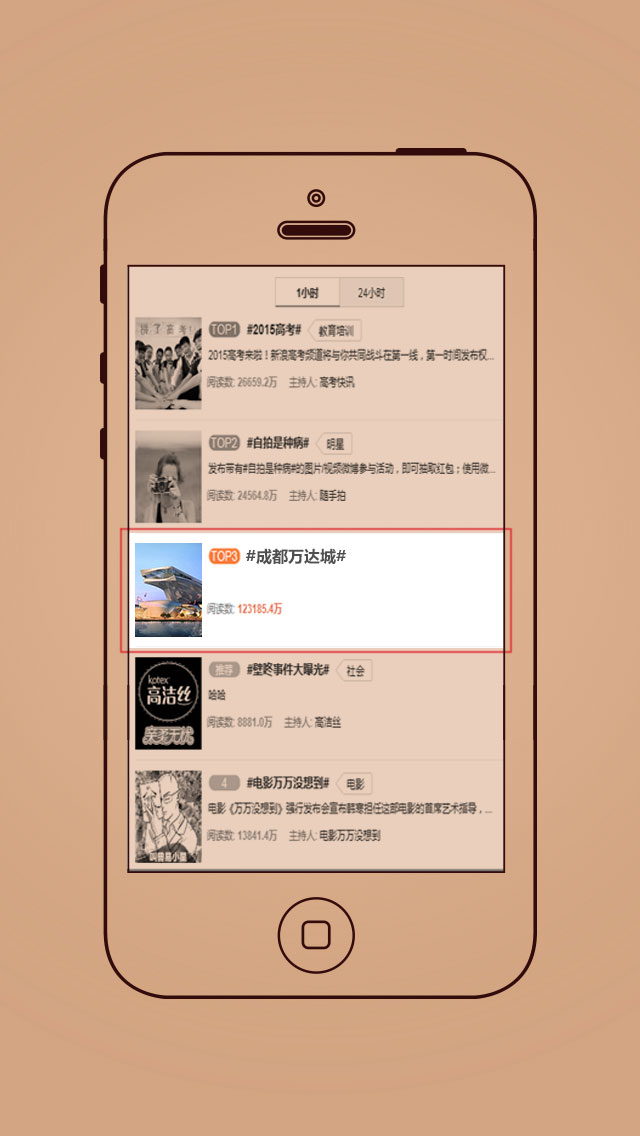 1小时 24小时
TOP1 #2015高考# 教育培训
2015高考来啦！新浪高考频道将与你共同战斗在第一线，第一时间发布权...
阅读数: 26659.2万 主持人: 高考快讯
TOP2 #自拍是种病# 明星
发布带有#自拍是种病#的图片/视频微博参与活动，即可抽取红包；使用微...
阅读数: 24564.8万 主持人: 随手拍
TOP3 #成都万达城#
阅读数: 123185.4万
kotex
高洁丝
亲柔无忧
推荐 #壁咚事件大曝光# 社会
哈哈
阅读数: 8881.0万 主持人: 高洁丝
4 #电影万万没想到# 电影
电影《万万没想到》强行发布会宣布韩寒担任这部电影的首席艺术指导，...
阅读数: 13841.4万 主持人: 电影万万没想到